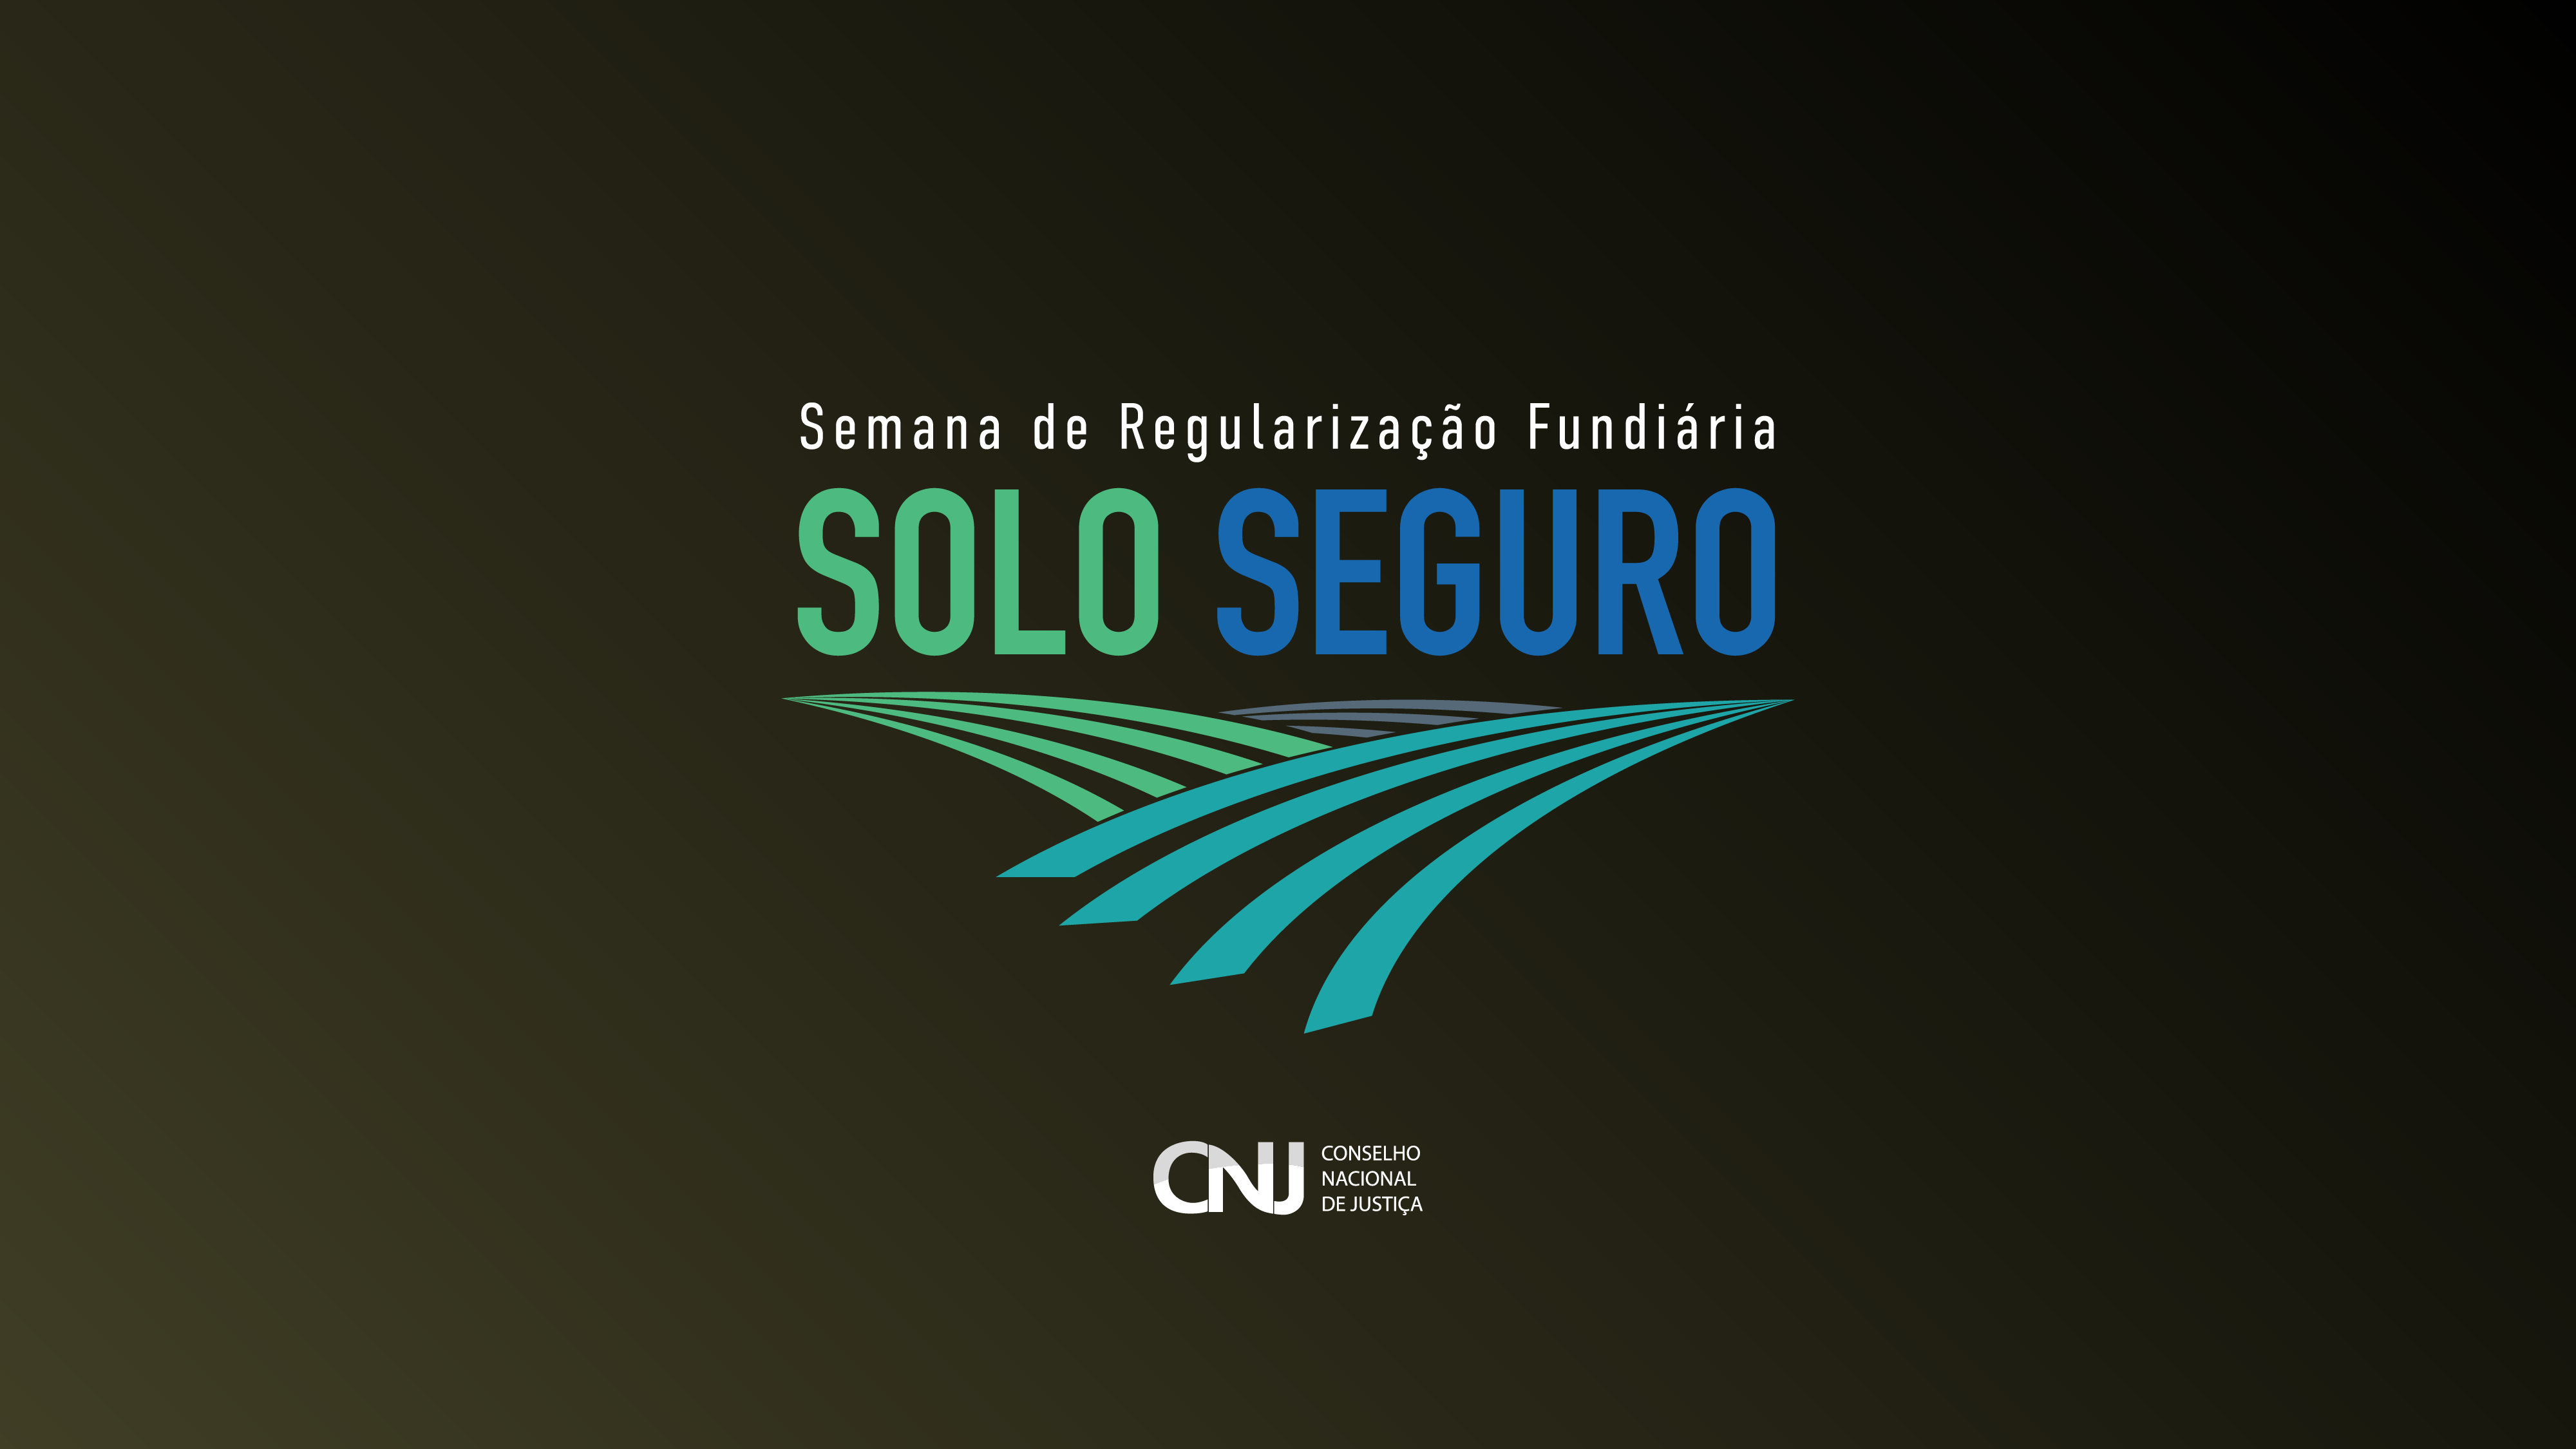 Semana de Regularização Fundiária
SOLO SEGURO
CNJ
CONSELHO
NACIONAL
DE JUSTIÇA